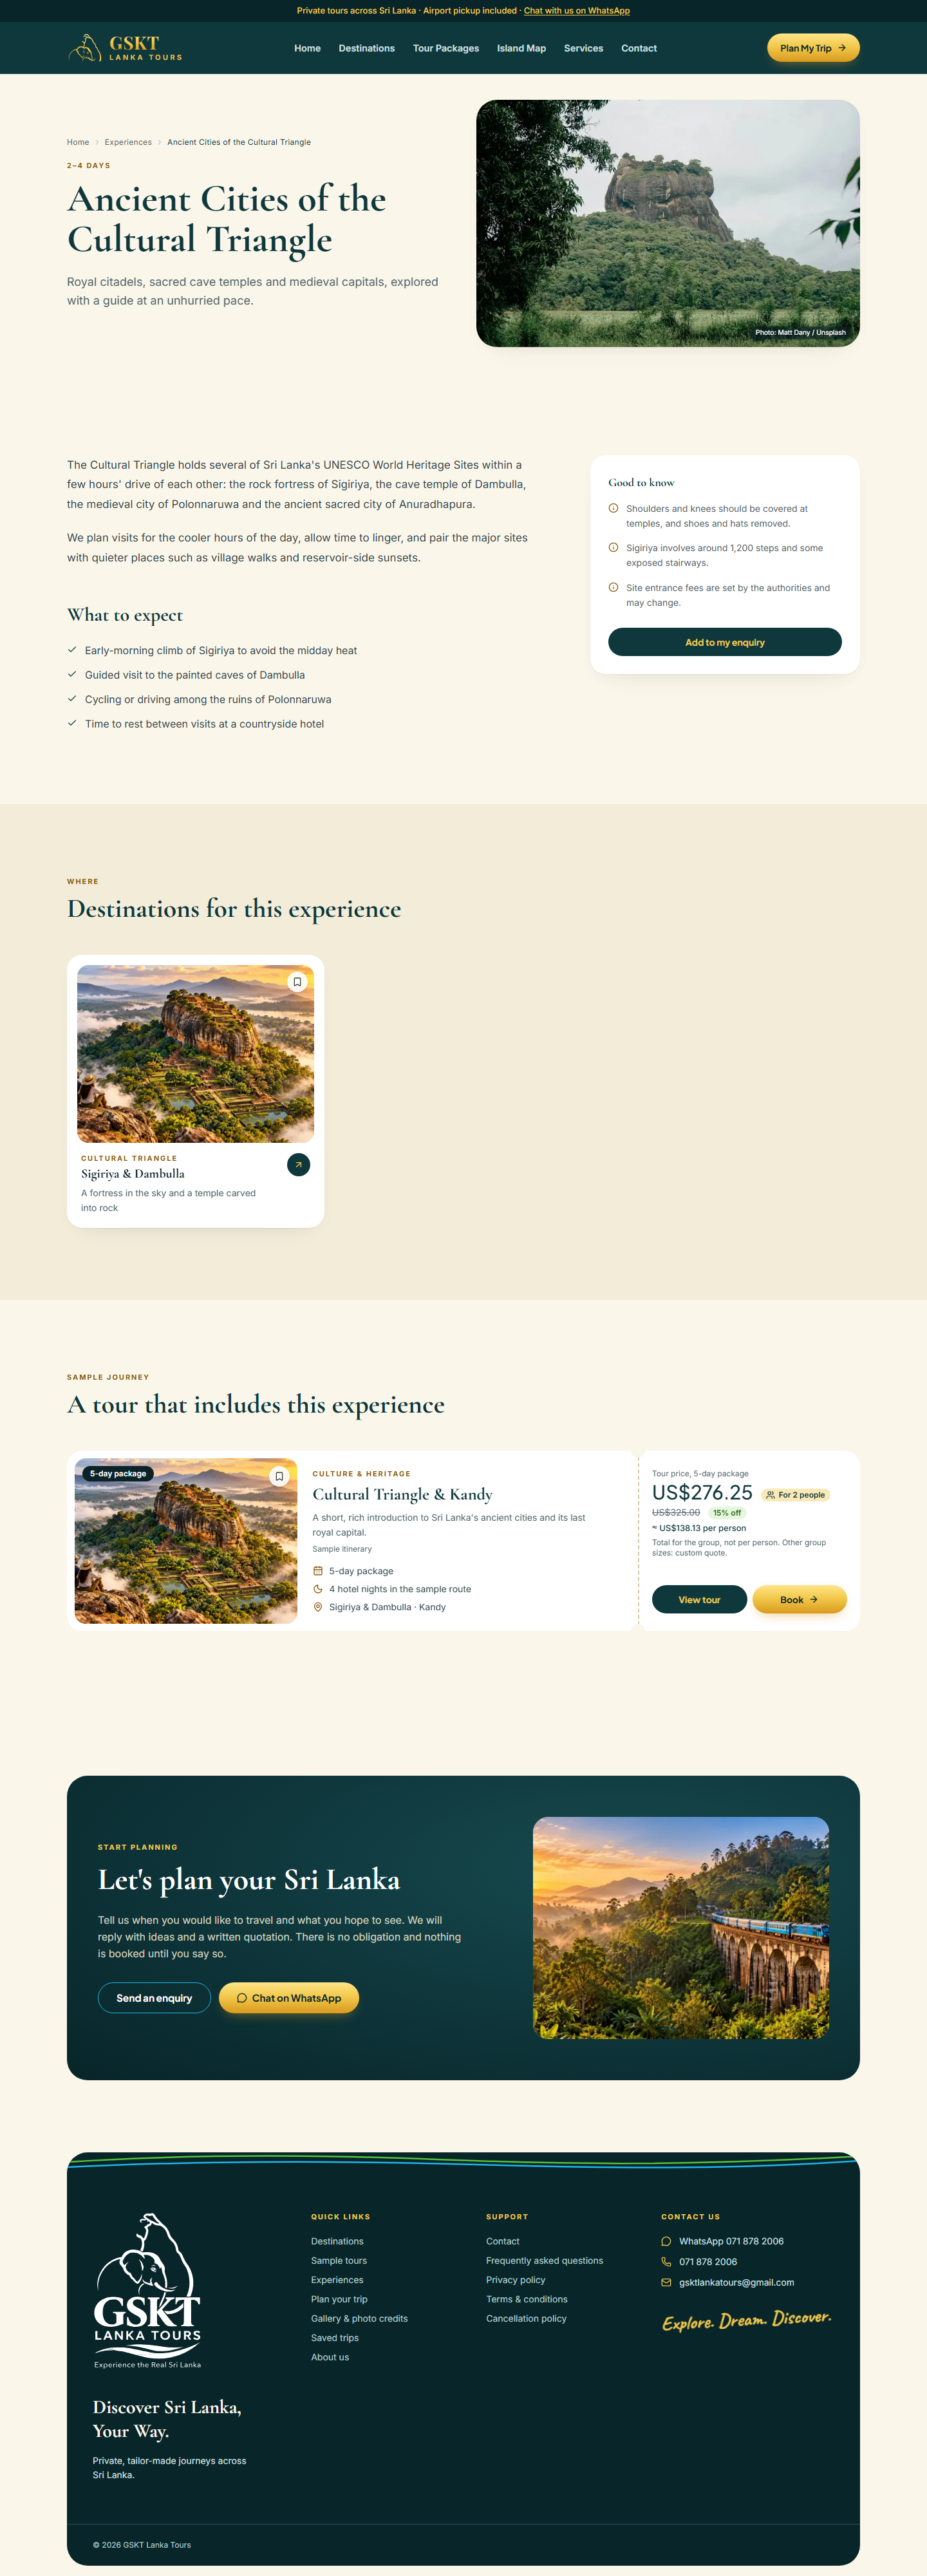 Private tours across Sri Lanka · Airport pickup included · Chat with us on WhatsApp
GSKT
LANKA TOURS
Home
Destinations
Tour Packages
Island Map
Services
Contact
Plan My Trip
Home
Experiences
Ancient Cities of the Cultural Triangle
2–4 DAYS
Ancient Cities of the
Cultural Triangle
Royal citadels, sacred cave temples and medieval capitals, explored
with a guide at an unhurried pace.
Photo: Matt Dany / Unsplash
The Cultural Triangle holds several of Sri Lanka's UNESCO World Heritage Sites within a
few hours' drive of each other: the rock fortress of Sigiriya, the cave temple of Dambulla,
the medieval city of Polonnaruwa and the ancient sacred city of Anuradhapura.
We plan visits for the cooler hours of the day, allow time to linger, and pair the major sites
with quieter places such as village walks and reservoir-side sunsets.
What to expect
Early-morning climb of Sigiriya to avoid the midday heat
Guided visit to the painted caves of Dambulla
Cycling or driving among the ruins of Polonnaruwa
Time to rest between visits at a countryside hotel
Good to know
Shoulders and knees should be covered at
temples, and shoes and hats removed.
Sigiriya involves around 1,200 steps and some
exposed stairways.
Site entrance fees are set by the authorities and
may change.
Add to my enquiry
WHERE
Destinations for this experience
CULTURAL TRIANGLE
Sigiriya & Dambulla
A fortress in the sky and a temple carved
into rock
SAMPLE JOURNEY
A tour that includes this experience
5-day package
CULTURE & HERITAGE
Cultural Triangle & Kandy
A short, rich introduction to Sri Lanka's ancient cities and its last
royal capital.
Sample itinerary
5-day package
4 hotel nights in the sample route
Sigiriya & Dambulla · Kandy
Tour price, 5-day package
US$276.25
For 2 people
US$325.00
15% off
≈ US$138.13 per person
Total for the group, not per person. Other group
sizes: custom quote.
View tour
Book
START PLANNING
Let's plan your Sri Lanka
Tell us when you would like to travel and what you hope to see. We will
reply with ideas and a written quotation. There is no obligation and nothing
is booked until you say so.
Send an enquiry
Chat on WhatsApp
GSKT
LANKA TOURS
Experience the Real Sri Lanka
Discover Sri Lanka,
Your Way.
Private, tailor-made journeys across
Sri Lanka.
QUICK LINKS
Destinations
Sample tours
Experiences
Plan your trip
Gallery & photo credits
Saved trips
About us
SUPPORT
Contact
Frequently asked questions
Privacy policy
Terms & conditions
Cancellation policy
CONTACT US
WhatsApp 071 878 2006
071 878 2006
gsktlankatours@gmail.com
Explore. Dream. Discover.
© 2026 GSKT Lanka Tours